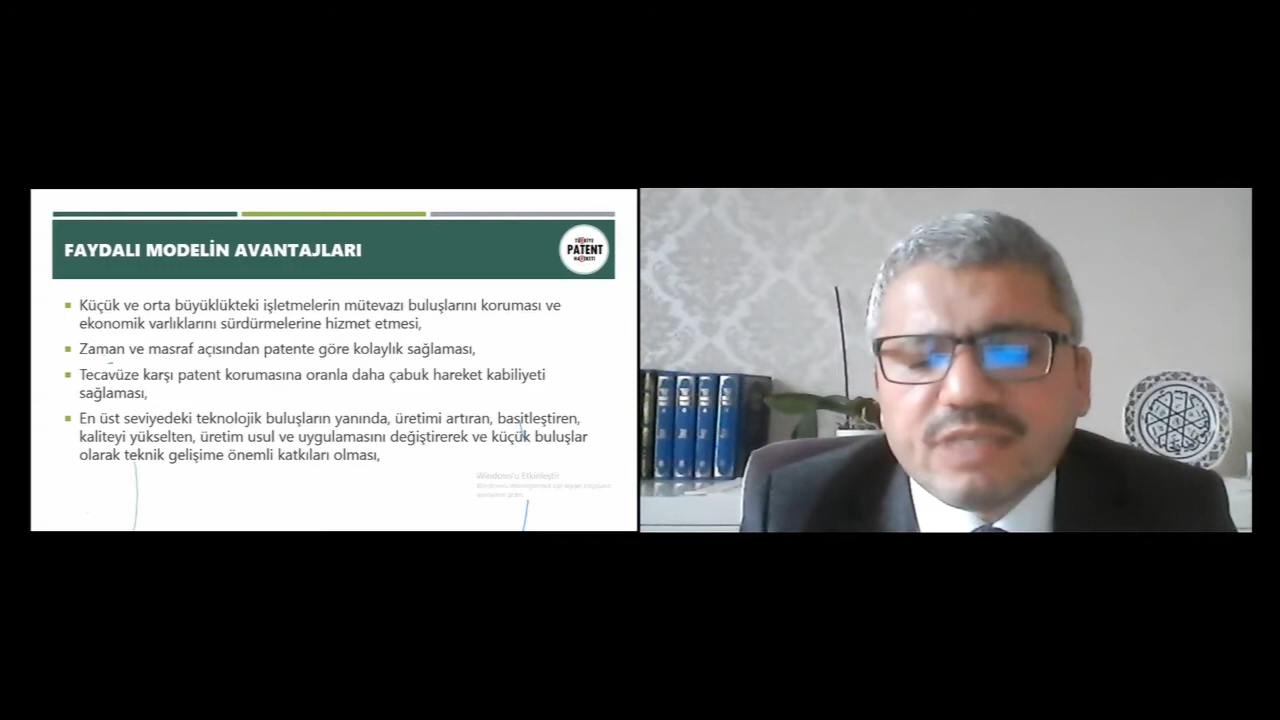 FAYDALI MODELİN AVANTAJLARI
TÜRKİYE
PATENT
HAREKETİ
Küçük ve orta büyüklükteki işletmelerin mütevazı buluşlarını koruması ve
ekonomik varlıklarını sürdürmelerine hizmet etmesi,
Zaman ve masraf açısından patente göre kolaylık sağlaması,
Tecavüze karşı patent korumasına oranla daha çabuk hareket kabiliyeti
sağlaması,
En üst seviyedeki teknolojik buluşların yanında, üretimi artıran, basitleştiren,
kaliteyi yükselten, üretim usul ve uygulamasını değiştirerek ve küçük buluşlar
olarak teknik gelişime önemli katkıları olması,
Windows'u Etkinleştir